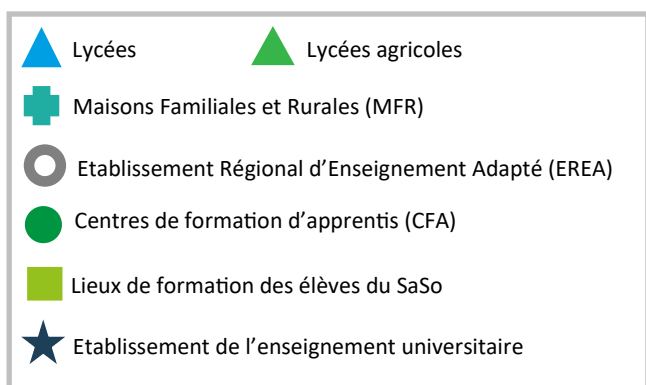 Lycées Lycées agricoles
Maisons Familiales et Rurales (MFR)
Etablissement Régional d’Enseignement Adapté (EREA)
Centres de formation d’apprentis (CFA)
Lieux de formation des élèves du SaSo
Etablissement de l’enseignement universitaire